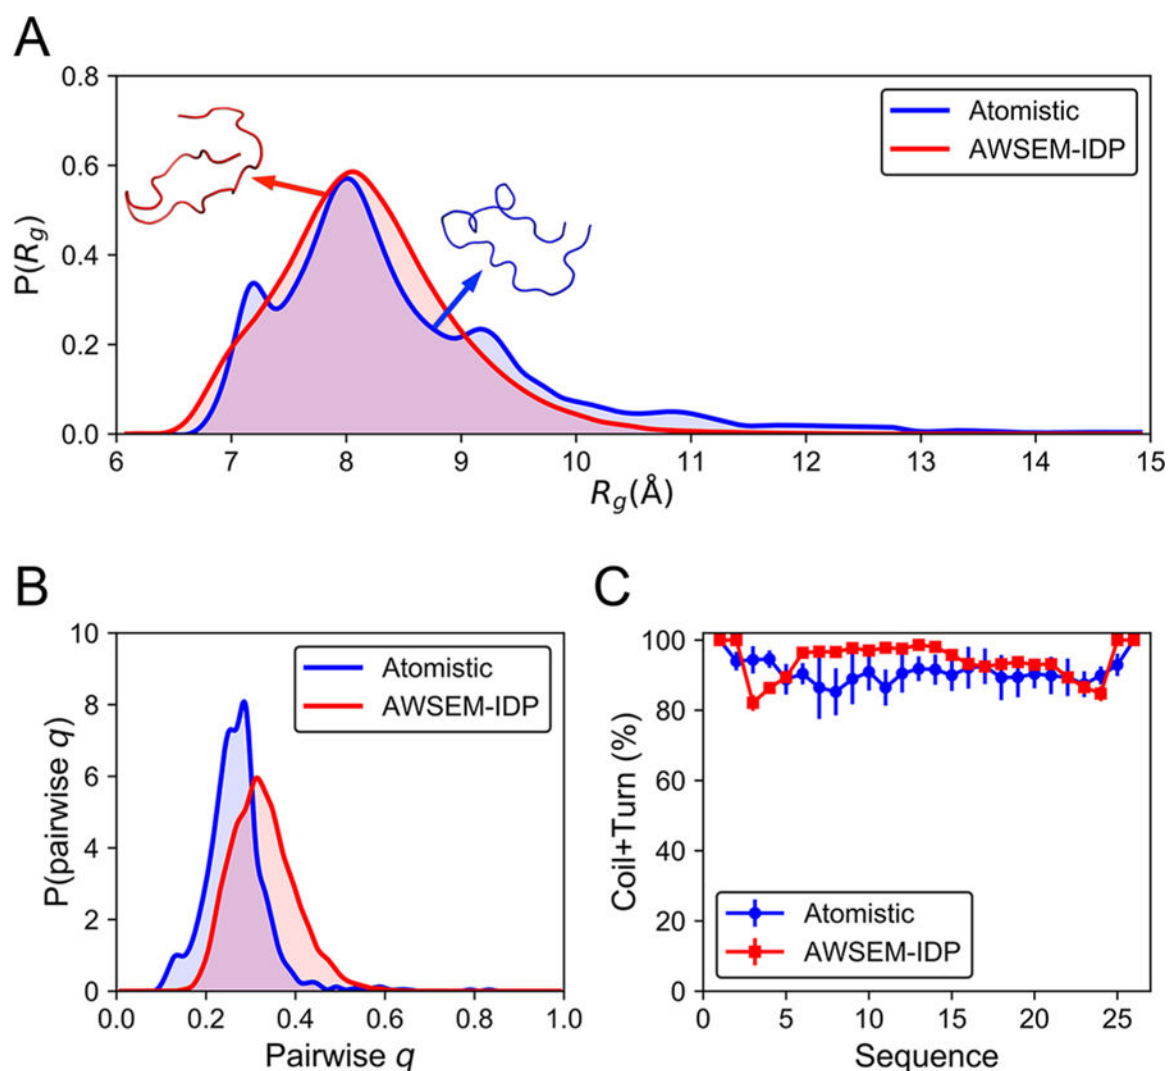 A
0.8
0.6
0.4
0.2
0.0
P(Rg)
Atomistic
AWSEM-IDP
6 7 8 9 10 11 12 13 14 15
Rg(Å)
B
10
8
6
4
2
0
P(pairwise q)
Atomistic
AWSEM-IDP
0.0 0.2 0.4 0.6 0.8 1.0
Pairwise q
C
100
80
60
40
20
0
Coil+Turn (%)
Atomistic
AWSEM-IDP
0 5 10 15 20 25
Sequence